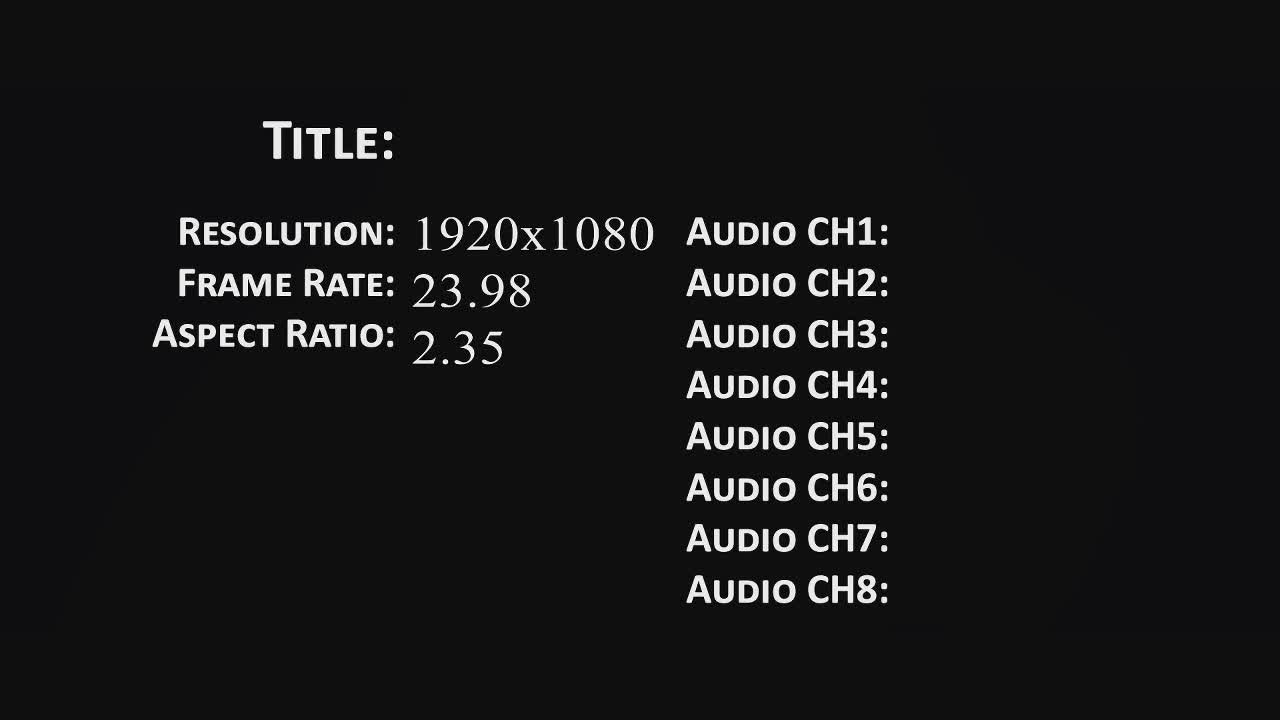 Title:
Resolution: 1920x1080
Frame Rate: 23.98
Aspect Ratio: 2.35
Audio CH1:
Audio CH2:
Audio CH3:
Audio CH4:
Audio CH5:
Audio CH6:
Audio CH7:
Audio CH8: